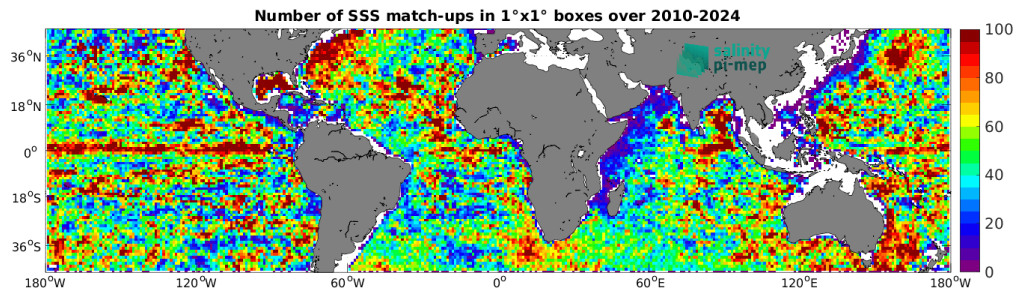 Number of SSS match-ups in 1°x1° boxes over 2010-2024
36°N
18°N
0°
18°S
36°S
180°W
120°W
60°W
0°
60°E
120°E
180°W
salinity
pi-mep
100
80
60
40
20
0